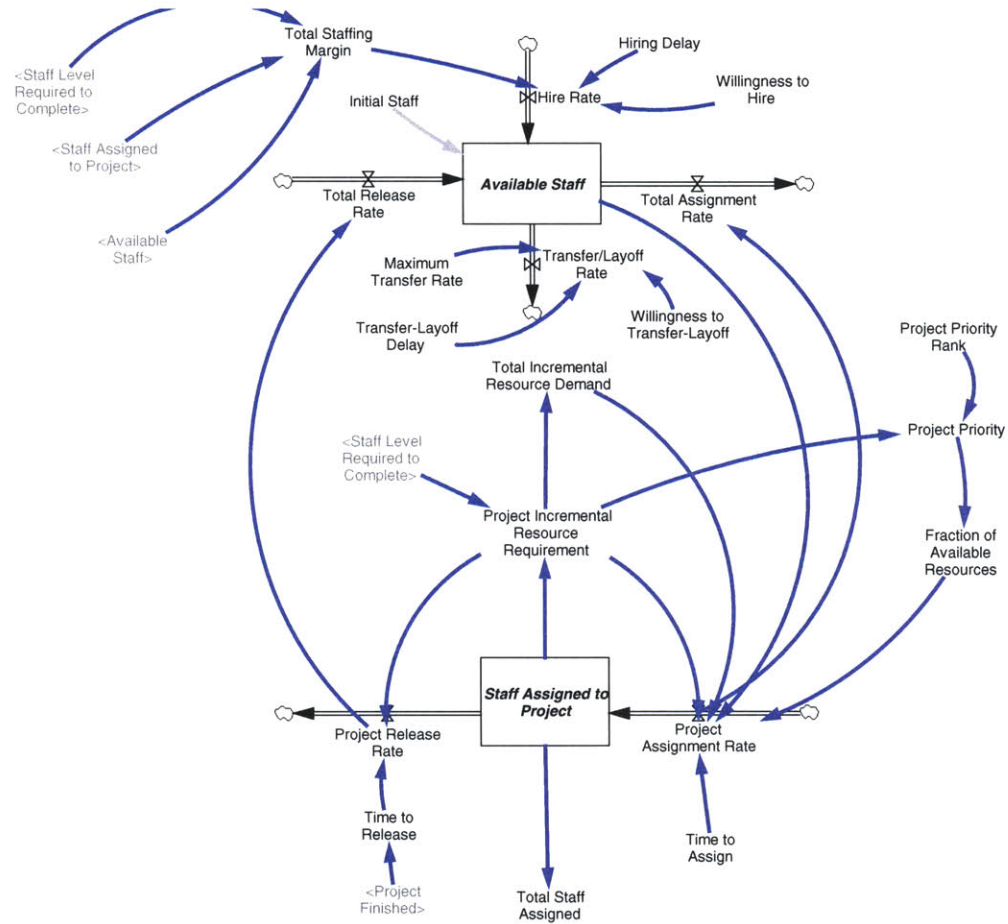 Total Staffing
Margin
Hiring Delay
<Staff Level
Required to
Complete>
Hire Rate
Willingness to
Hire
Initial Staff
<Staff Assigned
to Project>
Available Staff
Total Release
Rate
Total Assignment
Rate
<Available
Staff>
Maximum
Transfer Rate
Transfer/Layoff
Rate
Transfer-Layoff
Delay
Willingness to
Transfer-Layoff
Project Priority
Rank
Total Incremental
Resource Demand
Project Priority
<Staff Level
Required to
Complete>
Project Incremental
Resource
Requirement
Fraction of
Available
Resources
Staff Assigned to
Project
Project Release
Rate
Project
Assignment Rate
Time to
Release
Time to
Assign
<Project
Finished>
Total Staff
Assigned